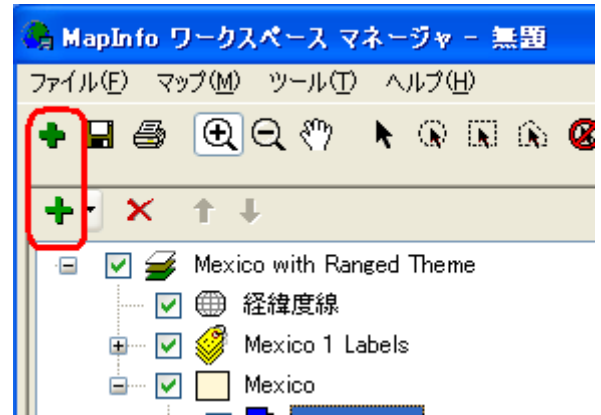 MapInfo ワークスペース マネージャ - 無題
ファイル(F) マップ(M) ツール(T) ヘルプ(H)
Mexico with Ranged Theme
経緯度線
Mexico 1 Labels
Mexico